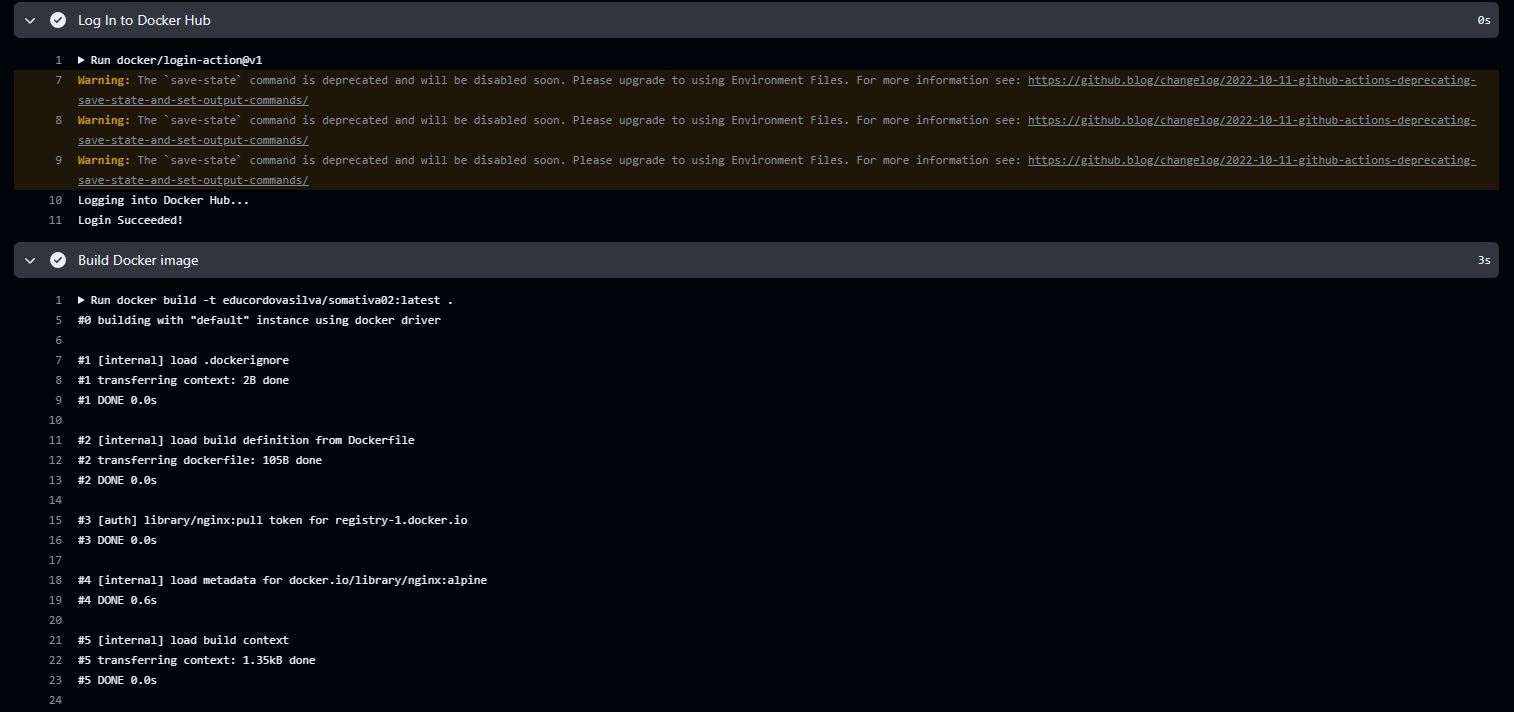 Log In to Docker Hub 0s
1 Run docker/login-action@v1
7 Warning: The `save-state` command is deprecated and will be disabled soon. Please upgrade to using Environment Files. For more information see: https://github.blog/changelog/2022-10-11-github-actions-deprecating-
save-state-and-set-output-commands/
8 Warning: The `save-state` command is deprecated and will be disabled soon. Please upgrade to using Environment Files. For more information see: https://github.blog/changelog/2022-10-11-github-actions-deprecating-
save-state-and-set-output-commands/
9 Warning: The `save-state` command is deprecated and will be disabled soon. Please upgrade to using Environment Files. For more information see: https://github.blog/changelog/2022-10-11-github-actions-deprecating-
save-state-and-set-output-commands/
10 Logging into Docker Hub...
11 Login Succeeded!
Build Docker image 3s
1 Run docker build -t educordovasilva/somativa02:latest .
5 #0 building with "default" instance using docker driver
6
7 #1 [internal] load .dockerignore
8 #1 transferring context: 2B done
9 #1 DONE 0.0s
10
11 #2 [internal] load build definition from Dockerfile
12 #2 transferring dockerfile: 105B done
13 #2 DONE 0.0s
14
15 #3 [auth] library/nginx:pull token for registry-1.docker.io
16 #3 DONE 0.0s
17
18 #4 [internal] load metadata for docker.io/library/nginx:alpine
19 #4 DONE 0.6s
20
21 #5 [internal] load build context
22 #5 transferring context: 1.35kB done
23 #5 DONE 0.0s
24